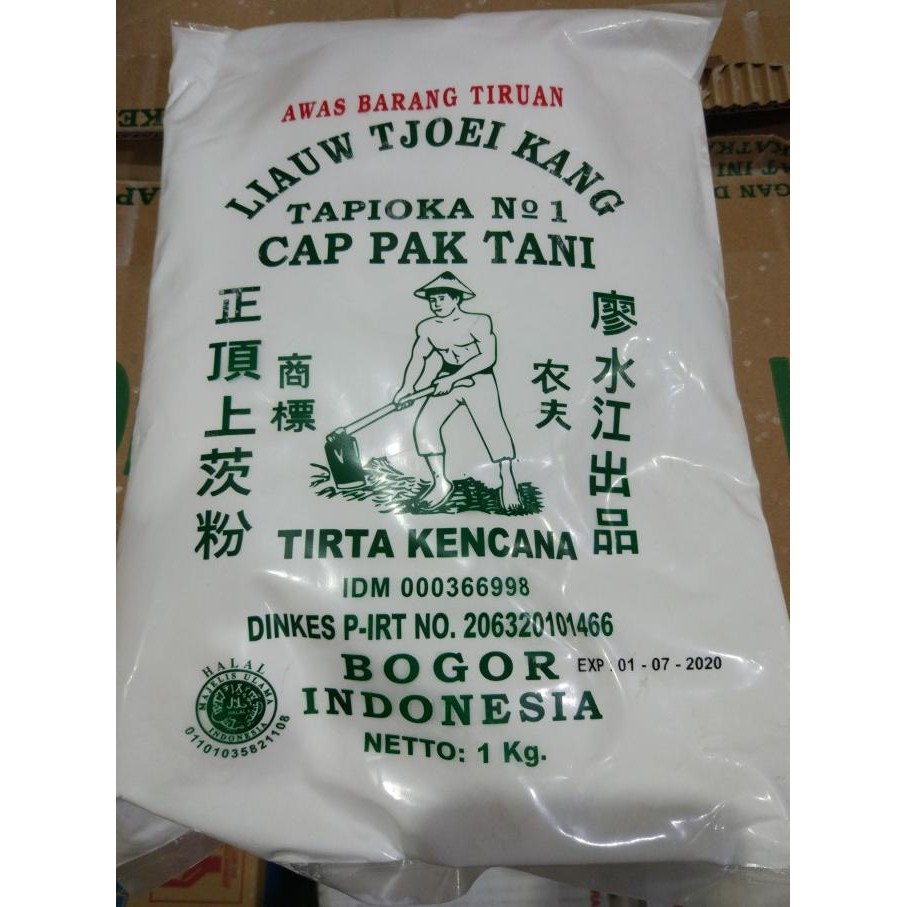 AWAS BARANG TIRUAN
LIAUW TJOEI KANG
TAPIOKA No 1
CAP PAK TANI
正頂上茨粉
商標
农夫
廖水江出品
TIRTA KENCANA
IDM 000366998
DINKES P-IRT NO. 206320101466
BOGOR
EXP : 01 - 07 - 2020
INDONESIA
NETTO: 1 Kg.
HALAL
MAJELIS ULAMA
INDONESIA
01101035821108